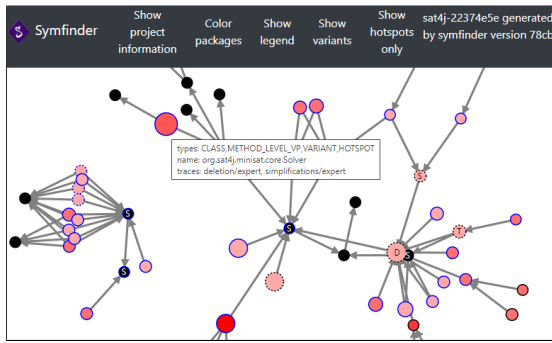 Symfinder
Show
project
information
Color
packages
Show
legend
Show
variants
Show
hotspots
only
sat4j-22374e5e generated
by symfinder version 78cb
types: CLASS,METHOD_LEVEL_VP,VARIANT,HOTSPOT
name: org.sat4j.minisat.core.Solver
traces: deletion/expert, simplifications/expert
S
S
S
S
T
D
S